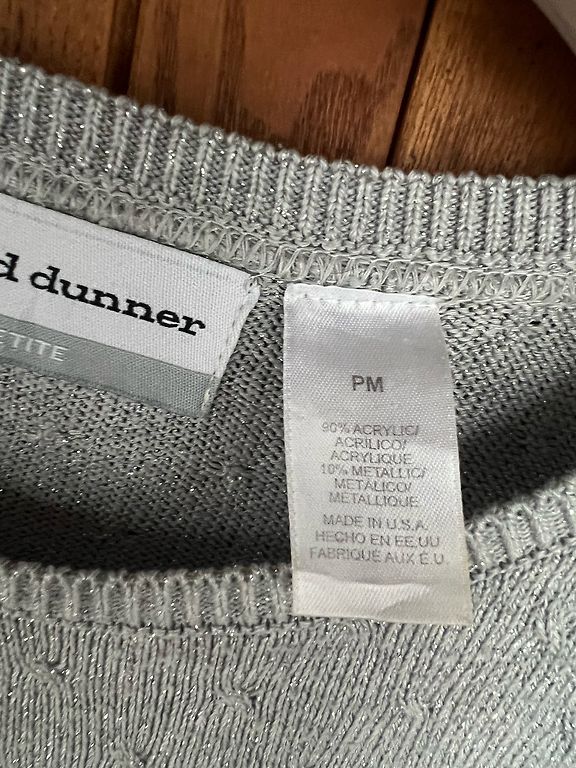 d dunner
ETITE
PM
90% ACRYLIC/
ACRILICO/
ACRYLIQUE
10% METALLIC/
METALICO/
METALLIQUE
MADE IN U.S.A.
HECHO EN EE.UU
FABRIQUE AUX É.U